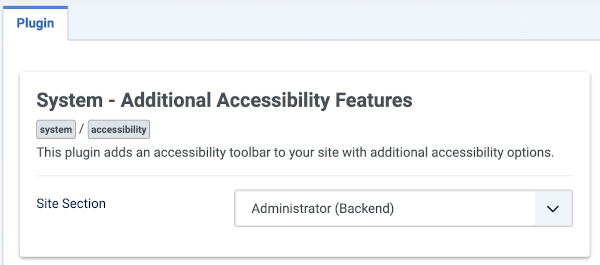 Plugin
System - Additional Accessibility Features
system / accessibility
This plugin adds an accessibility toolbar to your site with additional accessibility options.
Site Section
Administrator (Backend)